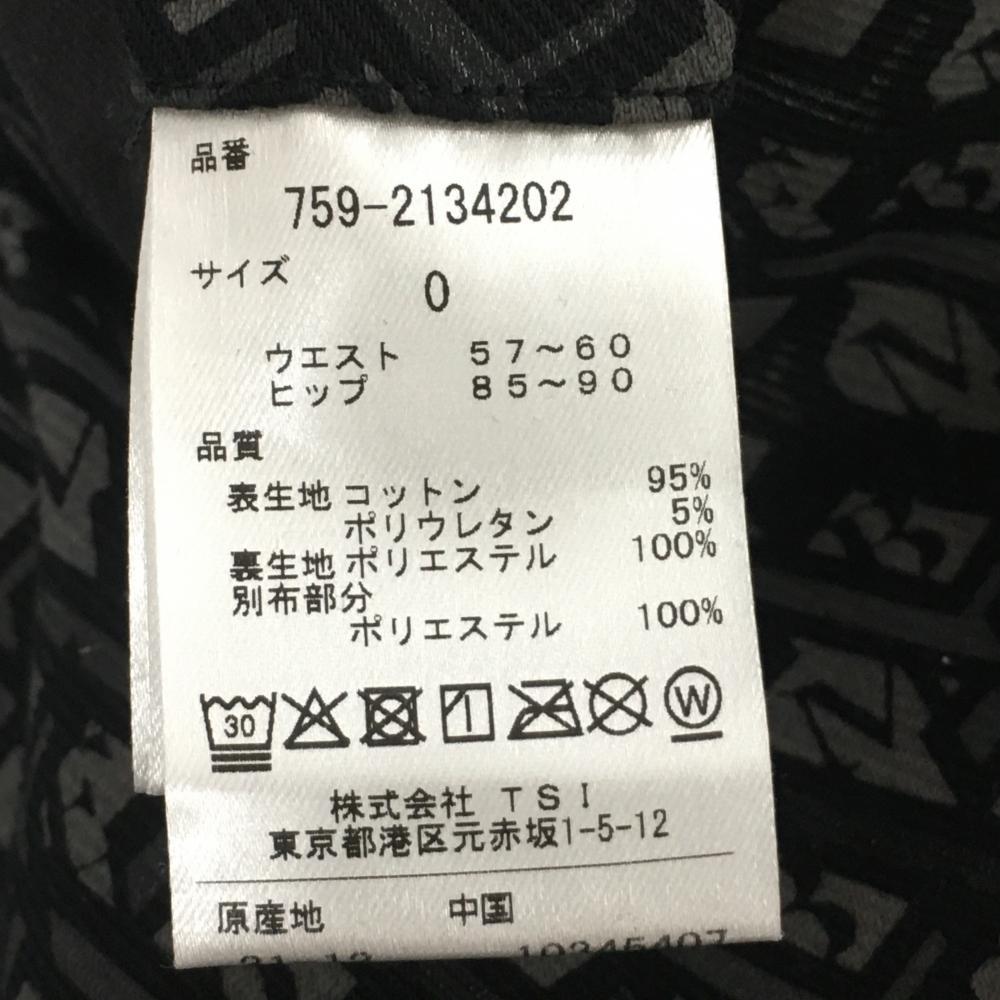 品番
759-2134202
サイズ
0
ウエスト 57～60
ヒップ 85～90
品質
表生地 コットン 95%
ポリウレタン 5%
裏生地 ポリエステル 100%
別布部分
ポリエステル 100%
30
W
株式会社 TSI
東京都港区元赤坂1-5-12
原産地 中国